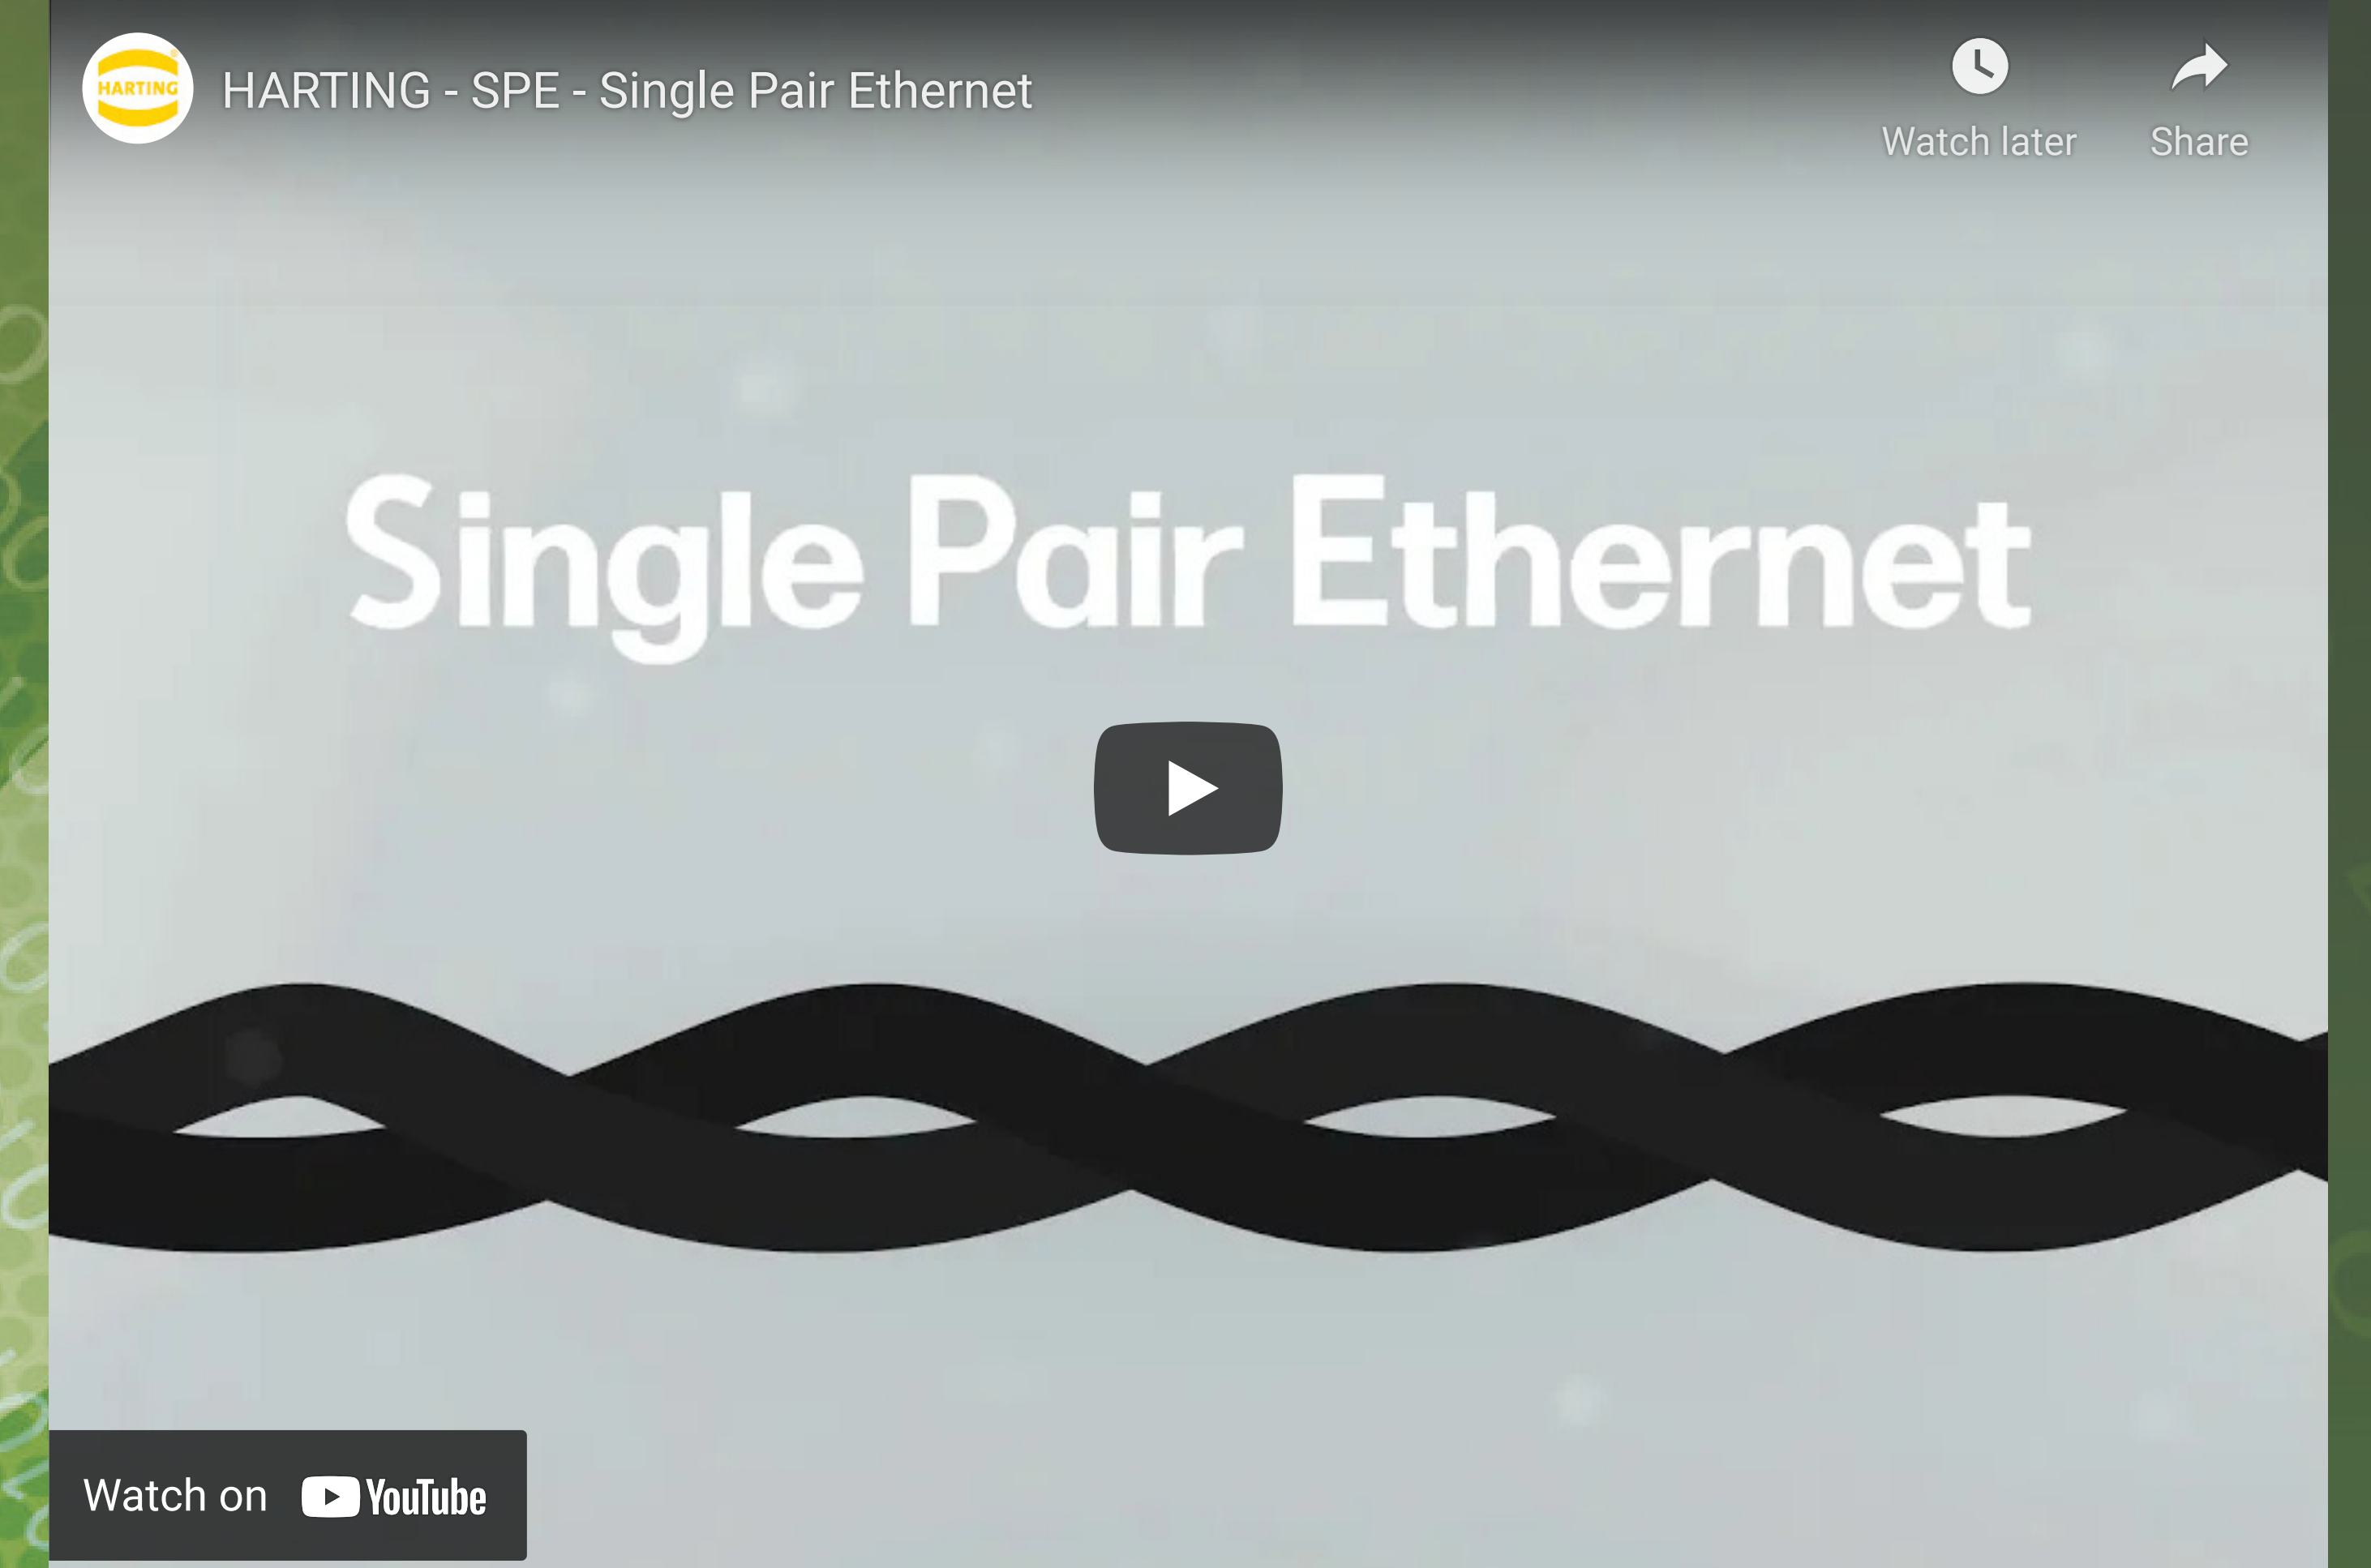 HARTING
HARTING - SPE - Single Pair Ethernet
Watch later
Share
Single Pair Ethernet
Watch on YouTube